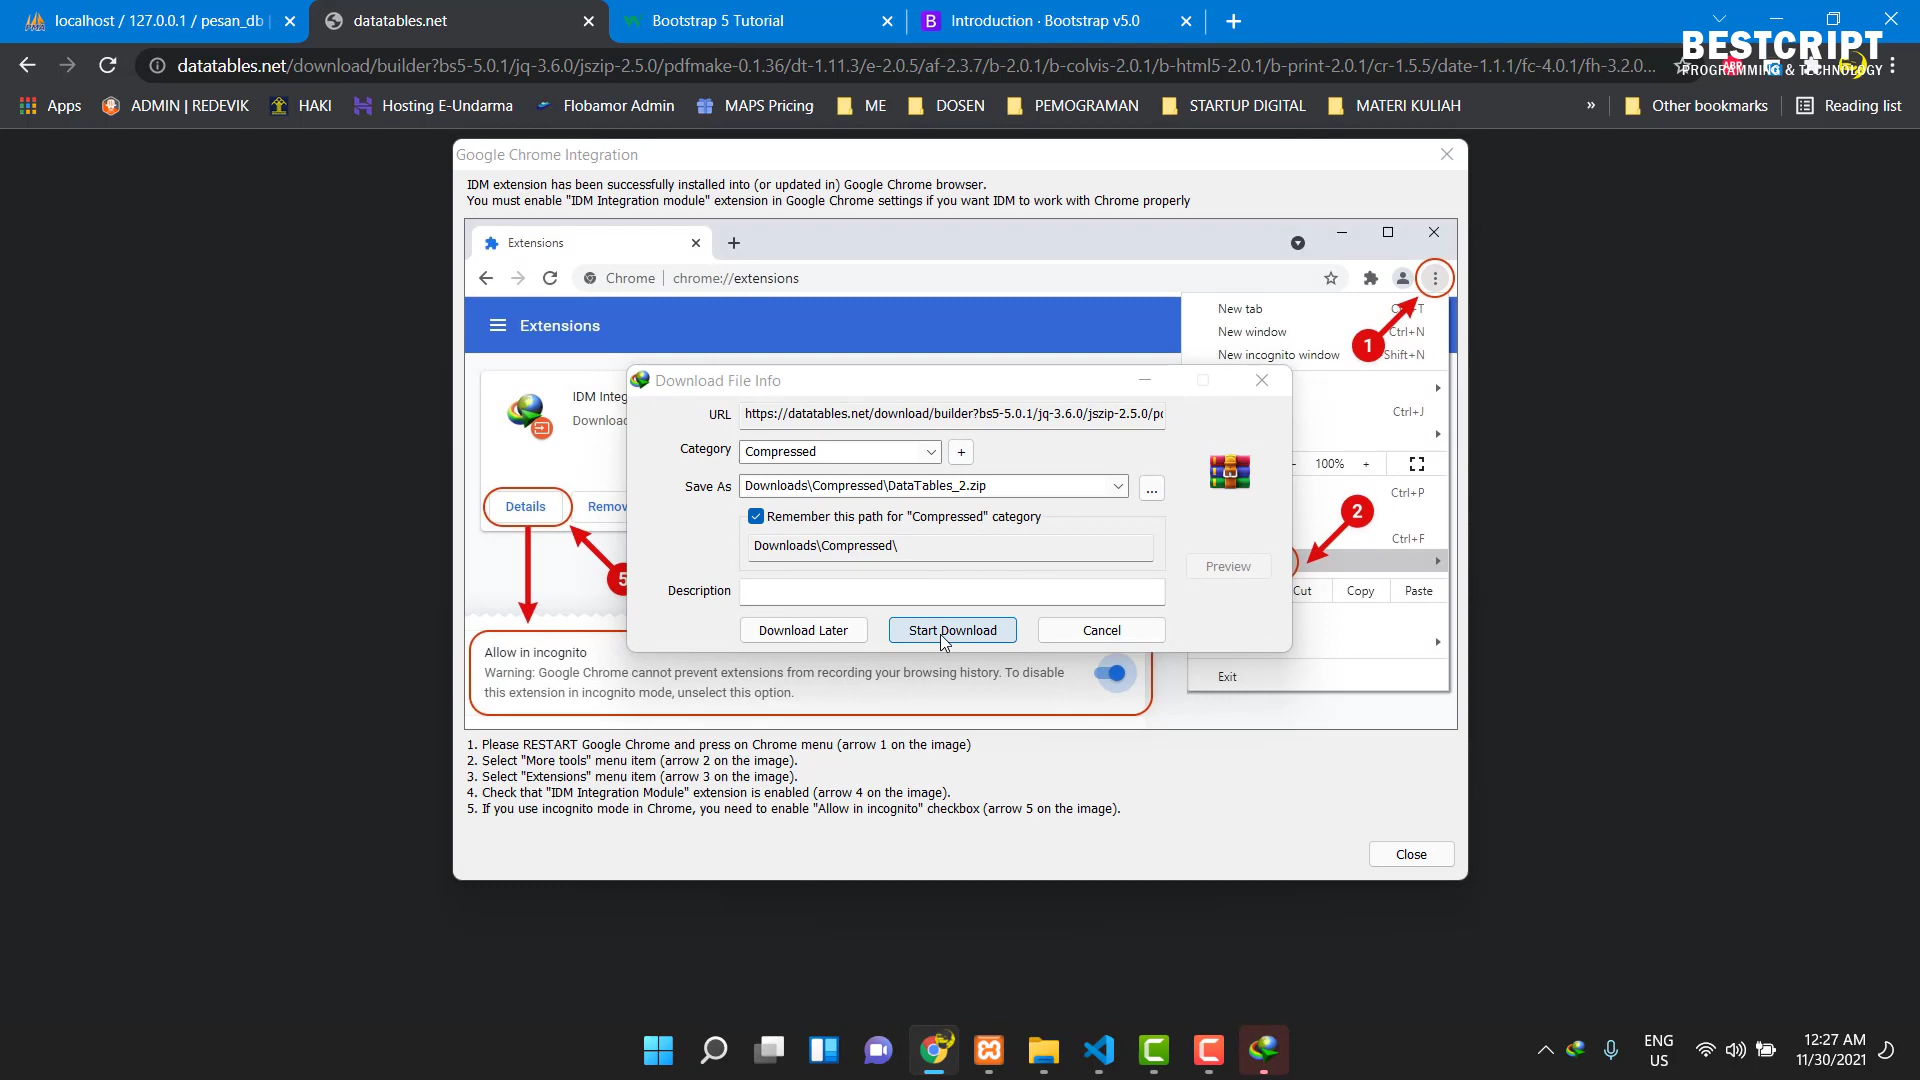 localhost / 127.0.0.1 / pesan_db
datatables.net
Bootstrap 5 Tutorial
Introduction · Bootstrap v5.0
BESTCRIPT
PROGRAMMING & TECHNOLOGY
datatables.net/download/builder?bs5-5.0.1/jq-3.6.0/jszip-2.5.0/pdfmake-0.1.36/dt-1.11.3/e-2.0.5/af-2.3.7/b-2.0.1/b-colvis-2.0.1/b-html5-2.0.1/b-print-2.0.1/cr-1.5.5/date-1.1.1/fc-4.0.1/fh-3.2.0...
Apps
ADMIN | REDEVIK
HAKI
Hosting E-Undarma
Flobamor Admin
MAPS Pricing
ME
DOSEN
PEMOGRAMAN
STARTUP DIGITAL
MATERI KULIAH
»
Other bookmarks
Reading list
Google Chrome Integration
IDM extension has been successfully installed into (or updated in) Google Chrome browser.
You must enable "IDM Integration module" extension in Google Chrome settings if you want IDM to work with Chrome properly
Extensions
Chrome | chrome://extensions
Extensions
New tab
New window Ctrl+N
New incognito window Shift+N
1
Ctrl+J
100%
Ctrl+P
2
Ctrl+F
Cut Copy Paste
Exit
IDM Integ
Downloa
Details
Remov
5
Download File Info
URL https://datatables.net/download/builder?bs5-5.0.1/jq-3.6.0/jszip-2.5.0/pd
Category Compressed +
Save As Downloads\Compressed\DataTables_2.zip ...
Remember this path for "Compressed" category
Downloads\Compressed\
Preview
Description
Download Later Start Download Cancel
Allow in incognito
Warning: Google Chrome cannot prevent extensions from recording your browsing history. To disable
this extension in incognito mode, unselect this option.
1. Please RESTART Google Chrome and press on Chrome menu (arrow 1 on the image)
2. Select "More tools" menu item (arrow 2 on the image).
3. Select "Extensions" menu item (arrow 3 on the image).
4. Check that "IDM Integration Module" extension is enabled (arrow 4 on the image).
5. If you use incognito mode in Chrome, you need to enable "Allow in incognito" checkbox (arrow 5 on the image).
Close
ENG
US
12:27 AM
11/30/2021